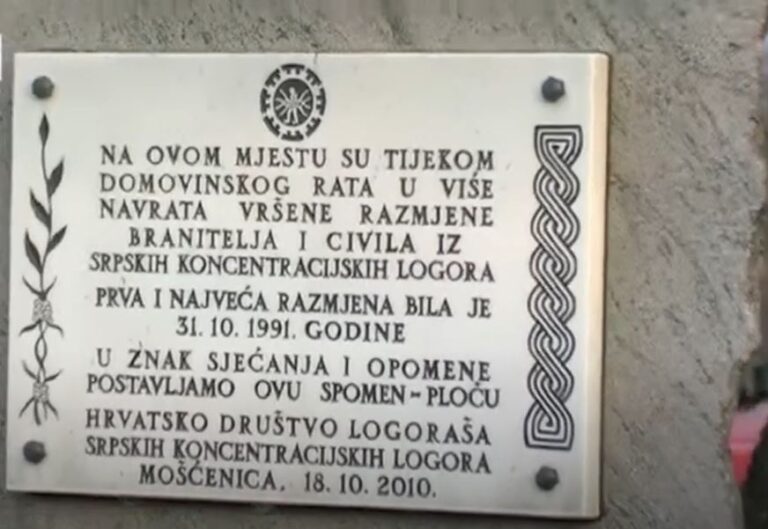 NA OVOM MJESTU SU TIJEKOM
DOMOVINSKOG RATA U VIŠE
NAVRATA VRŠENE RAZMJENE
BRANITELJA I CIVILA IZ
SRPSKIH KONCENTRACIJSKIH LOGORA
PRVA I NAJVEĆA RAZMJENA BILA JE
31. 10. 1991. GODINE
U ZNAK SJEĆANJA I OPOMENE
POSTAVLJAMO OVU SPOMEN-PLOČU
HRVATSKO DRUŠTVO LOGORAŠA
SRPSKIH KONCENTRACIJSKIH LOGORA
MOŠĆENICA, 18. 10. 2010.